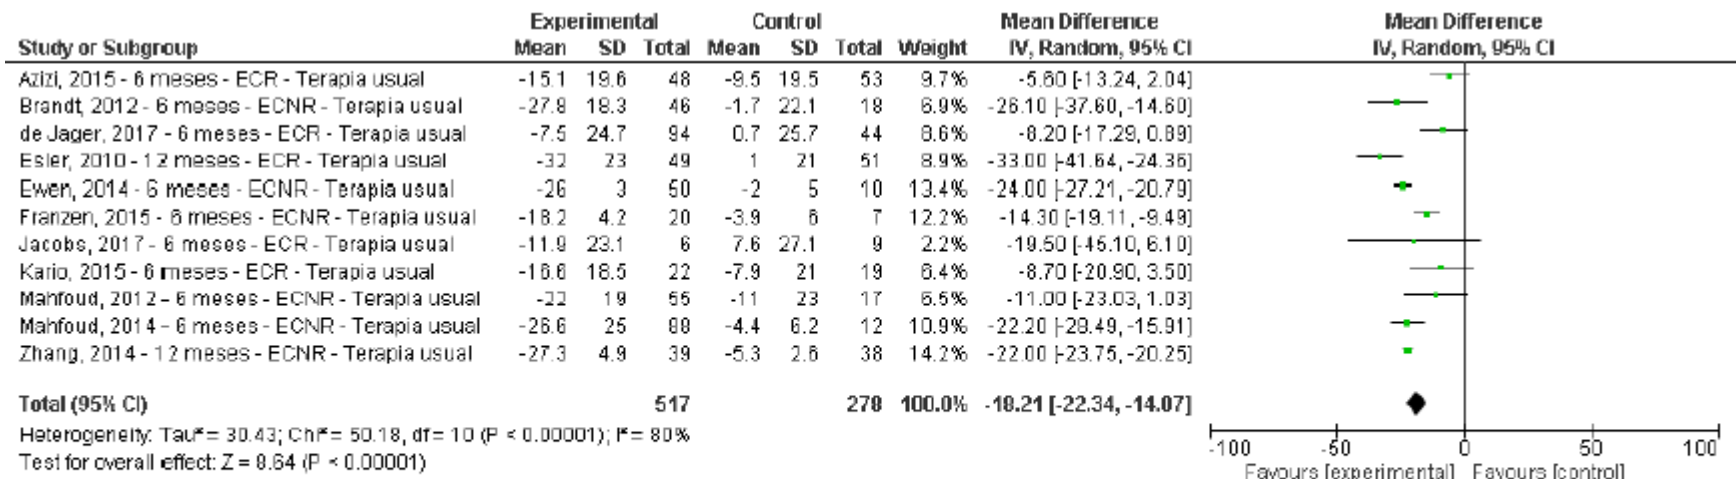 Experimental Control Mean Difference Mean Difference
Study or Subgroup Mean SD Total Mean SD Total Weight IV, Random, 95% CI IV, Random, 95% CI
Azizi, 2015 - 6 meses - ECR - Terapia usual -15.1 19.6 48 -9.5 19.5 53 9.7% -5.60 [-13.24, 2.04]
Brandt, 2012 - 6 meses - ECNR - Terapia usual -27.8 18.3 46 -1.7 22.1 18 6.9% -26.10 [-37.60, -14.60]
de Jager, 2017 - 6 meses - ECR - Terapia usual -7.5 24.7 94 0.7 25.7 44 8.6% -8.20 [-17.29, 0.89]
Esler, 2010 - 12 meses - ECR - Terapia usual -32 23 49 1 21 51 8.9% -33.00 [-41.64, -24.36]
Ewen, 2014 - 6 meses - ECNR - Terapia usual -26 3 50 -2 5 10 13.4% -24.00 [-27.21, -20.79]
Franzen, 2015 - 6 meses - ECNR - Terapia usual -18.2 4.2 20 -3.9 6 7 12.2% -14.30 [-19.11, -9.49]
Jacobs, 2017 - 6 meses - ECR - Terapia usual -11.9 23.1 6 7.6 27.1 9 2.2% -19.50 [-45.10, 6.10]
Kario, 2015 - 6 meses - ECR - Terapia usual -16.6 18.5 22 -7.9 21 19 6.4% -8.70 [-20.90, 3.50]
Mahfoud, 2012 - 6 meses - ECNR - Terapia usual -22 19 55 -11 23 17 6.5% -11.00 [-23.03, 1.03]
Mahfoud, 2014 - 6 meses - ECNR - Terapia usual -26.6 25 88 -4.4 6.2 12 10.9% -22.20 [-28.49, -15.91]
Zhang, 2014 - 12 meses - ECNR - Terapia usual -27.3 4.9 39 -5.3 2.6 38 14.2% -22.00 [-23.75, -20.25]
Total (95% CI) 517 278 100.0% -18.21 [-22.34, -14.07]
Heterogeneity: Tau² = 30.43; Chi² = 50.18, df = 10 (P < 0.00001); I² = 80%
Test for overall effect: Z = 8.64 (P < 0.00001)
-100 -50 0 50 100
Favours [experimental] Favours [control]